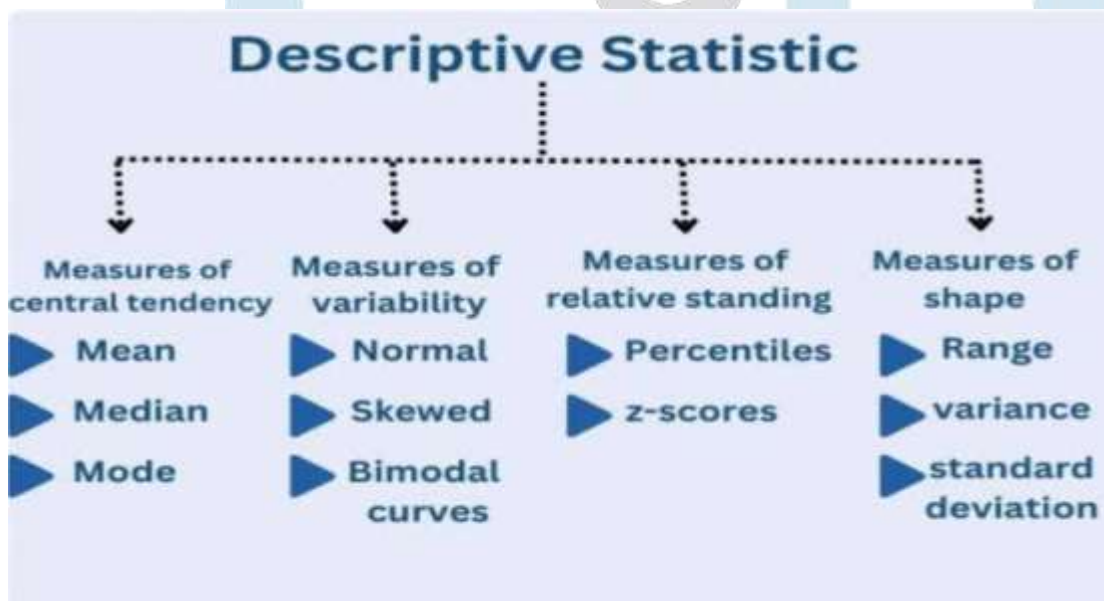 Descriptive Statistic
Measures of
central tendency
Mean
Median
Mode
Measures of
variability
Normal
Skewed
Bimodal
curves
Measures of
relative standing
Percentiles
z-scores
Measures of
shape
Range
variance
standard
deviation